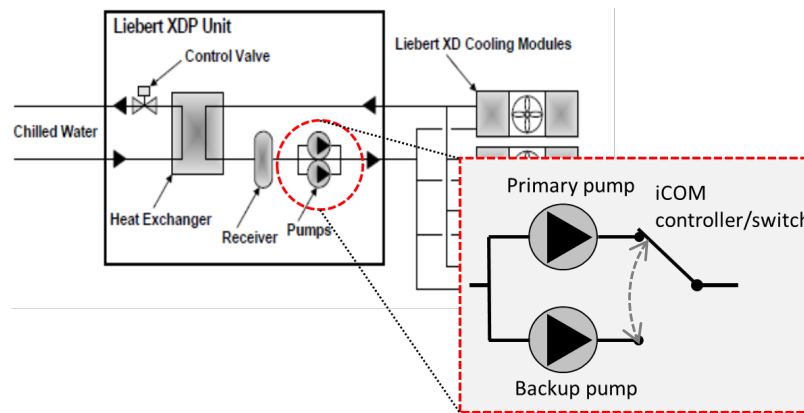 Liebert XDP Unit
Control Valve
Liebert XD Cooling Modules
Chilled Water
Heat Exchanger
Receiver
Pumps
Primary pump
iCOM
controller/switch
Backup pump